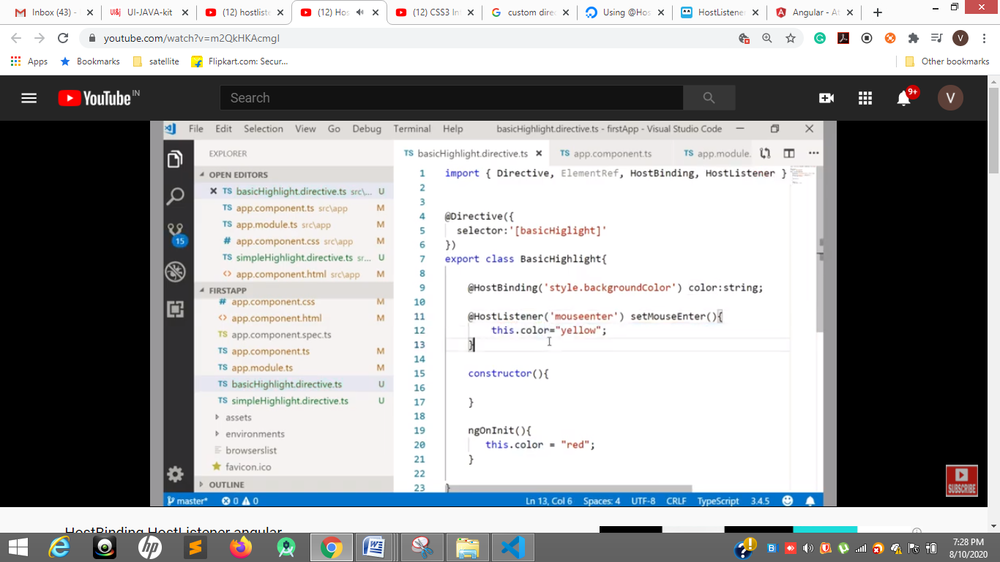 Inbox (43) -
UI-JAVA-kit
(12) hostliste
(12) Hos
(12) CSS3 In
custom direc
Using @Hos
HostListener
Angular - At
youtube.com/watch?v=m2QkHKAcmgI
V
Apps
Bookmarks
satellite
Flipkart.com: Secur...
Other bookmarks
YouTube IN
Search
9+
V
File Edit Selection View Go Debug Terminal Help
basicHighlight.directive.ts - firstApp - Visual Studio Code
EXPLORER
TS basicHighlight.directive.ts
TS app.component.ts
TS app.module.
OPEN EDITORS
TS basicHighlight.directive.ts src\... U
TS app.component.ts src\app M
TS app.module.ts src\app M
# app.component.css src\app M
TS simpleHighlight.directive.ts sr... U
<> app.component.html src\app M
15
FIRSTAPP
# app.component.css M
<> app.component.html M
TS app.component.spec.ts
TS app.component.ts M
TS app.module.ts M
TS basicHighlight.directive.ts U
TS simpleHighlight.directive.ts U
assets
environments
browserslist
favicon.ico
OUTLINE
1 import { Directive, ElementRef, HostBinding, HostListener }
2
3
4 @Directive({
5 selector:'[basicHiglight]'
6 })
7 export class BasicHighlight{
8
9 @HostBinding('style.backgroundColor') color:string;
10
11 @HostListener('mouseenter') setMouseEnter(){
12 this.color="yellow";
13 }
14
15 constructor(){
16
17 }
18
19 ngOnInit(){
20 this.color = "red";
21 }
22
23 }
SUBSCRIBE
master* 0 0
Ln 13, Col 6 Spaces: 4 UTF-8 CRLF TypeScript 3.4.5
HostBinding HostListener angular
7:28 PM
8/10/2020